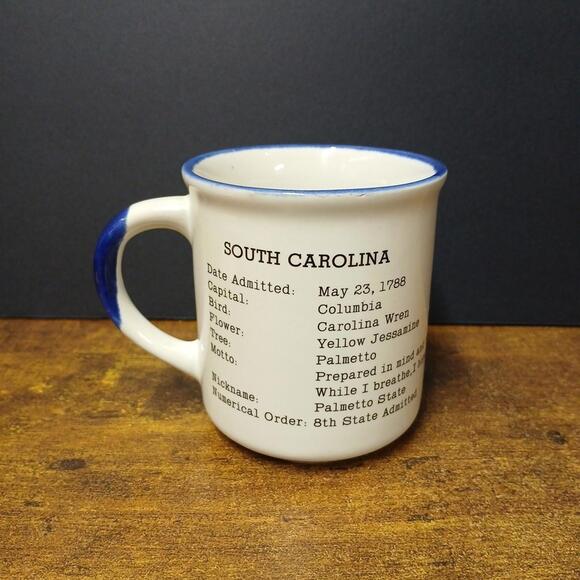 SOUTH CAROLINA
Date Admitted: May 23, 1788
Capital: Columbia
Bird: Carolina Wren
Flower: Yellow Jessamine
Tree: Palmetto
Motto: Prepared in mind and
While I breathe, I
Nickname: Palmetto State
Numerical Order: 8th State Admitted